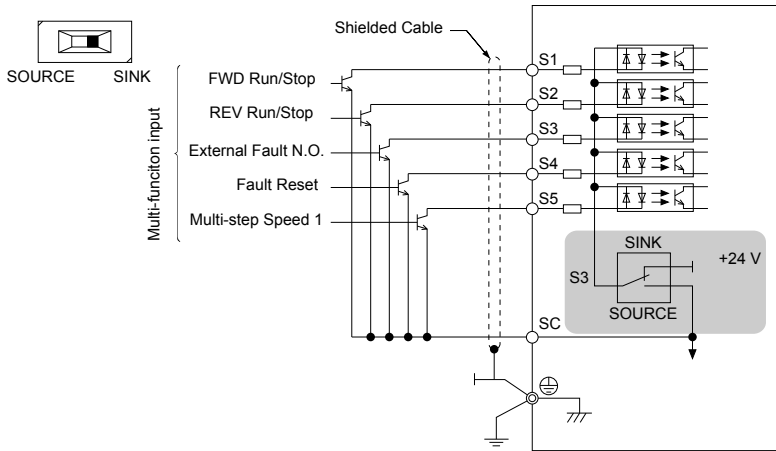 Shielded Cable
SOURCE SINK
Multi-funciton input
FWD Run/Stop
REV Run/Stop
External Fault N.O.
Fault Reset
Multi-step Speed 1
S1
S2
S3
S4
S5
SINK
+24 V
S3
SOURCE
SC